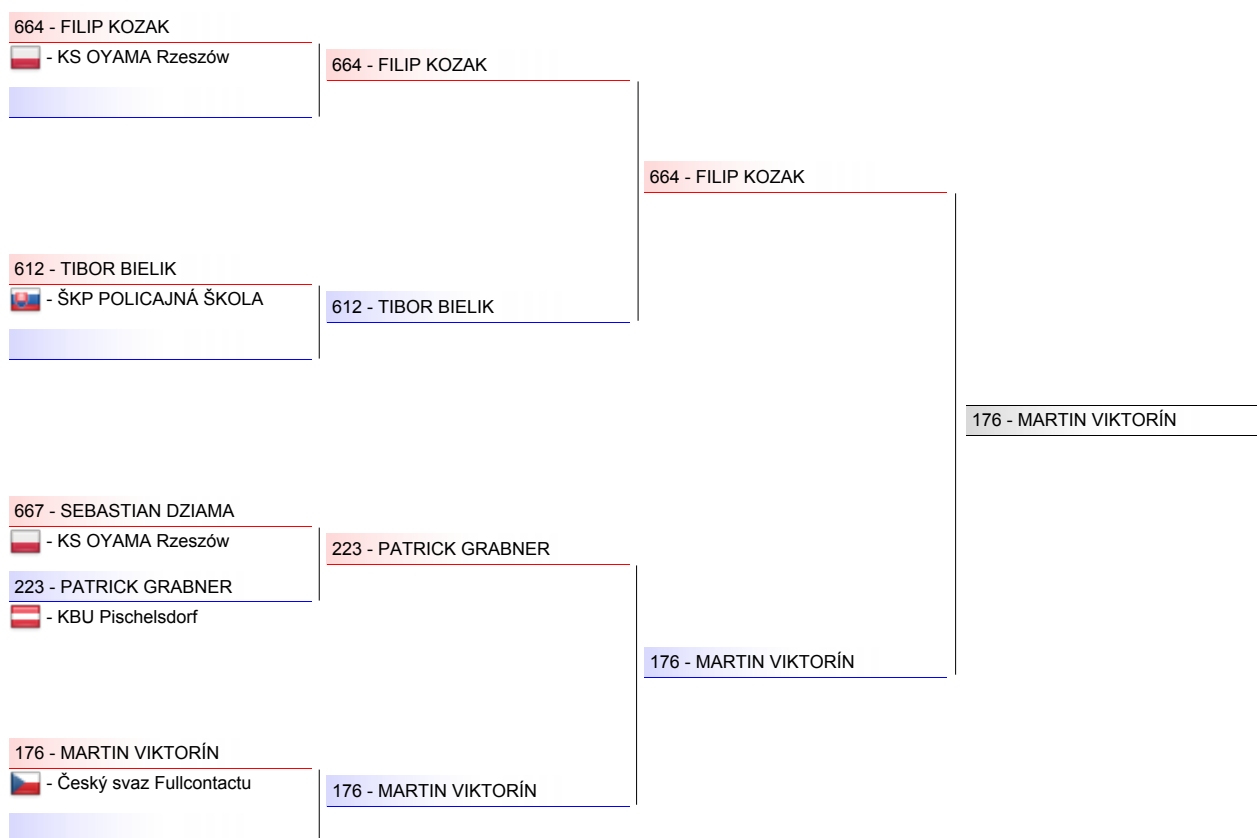 664 - FILIP KOZAK
- KS OYAMA Rzeszów
664 - FILIP KOZAK
664 - FILIP KOZAK
612 - TIBOR BIELIK
- ŠKP POLICAJNÁ ŠKOLA
612 - TIBOR BIELIK
176 - MARTIN VIKTORÍN
667 - SEBASTIAN DZIAMA
- KS OYAMA Rzeszów
223 - PATRICK GRABNER
223 - PATRICK GRABNER
- KBU Pischelsdorf
176 - MARTIN VIKTORÍN
176 - MARTIN VIKTORÍN
- Český svaz Fullcontactu
176 - MARTIN VIKTORÍN